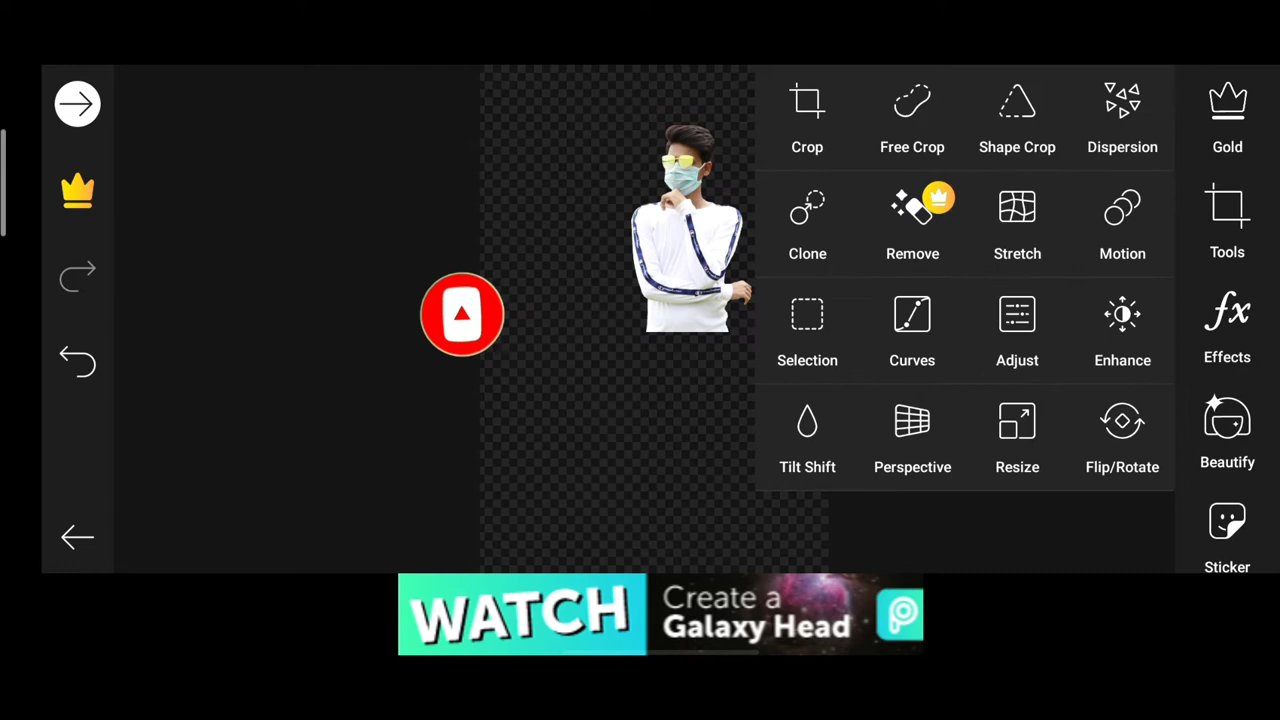 Crop
Free Crop
Shape Crop
Dispersion
Gold
Clone
Remove
Stretch
Motion
Tools
Selection
Curves
Adjust
Enhance
Effects
Tilt Shift
Perspective
Resize
Flip/Rotate
Beautify
Sticker
WATCH
Create a
Galaxy Head